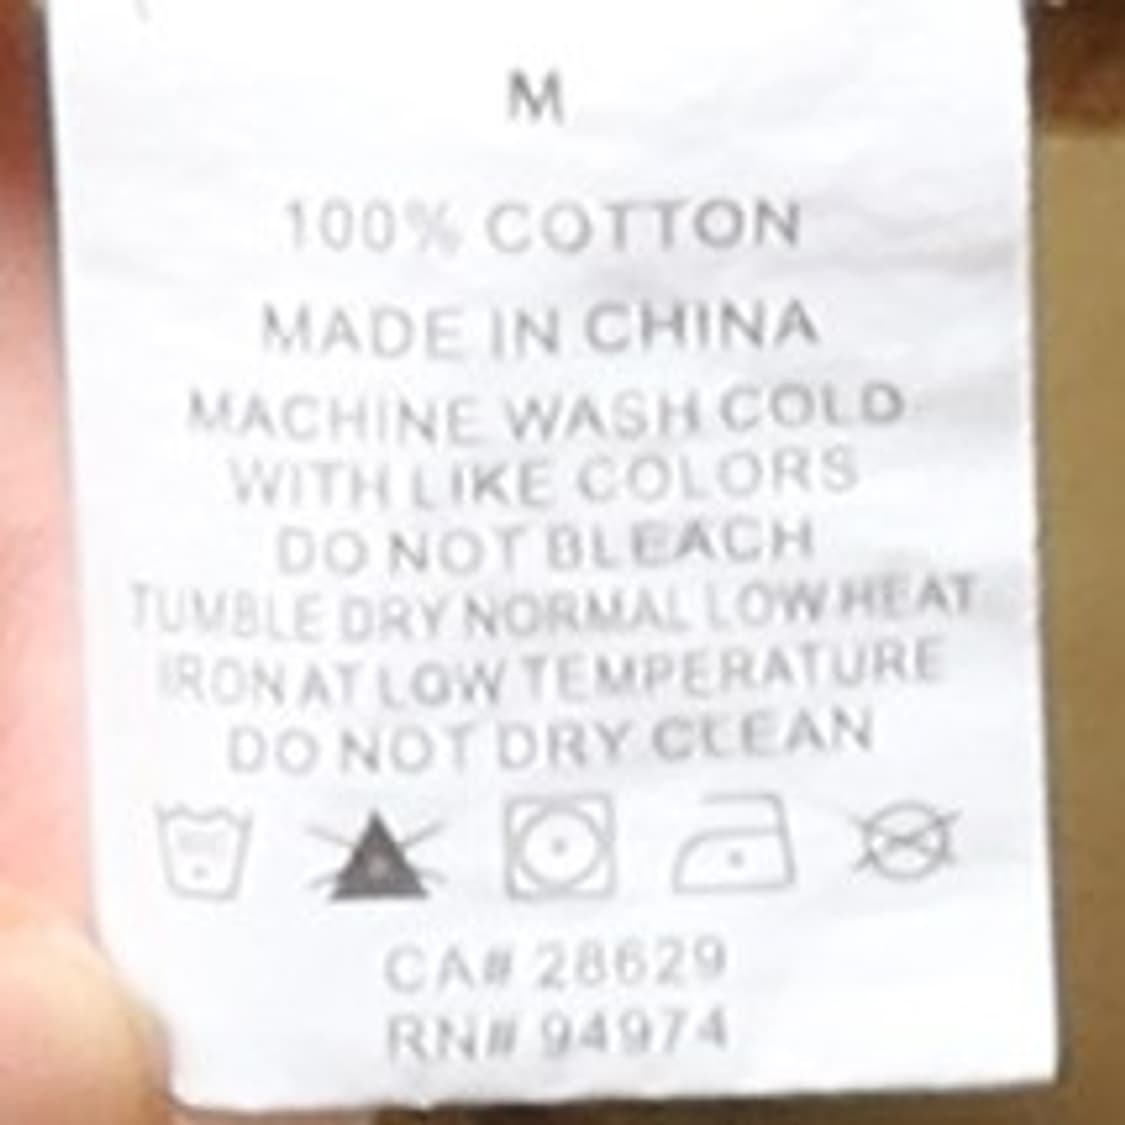 M
100% COTTON
MADE IN CHINA
MACHINE WASH COLD
WITH LIKE COLORS
DO NOT BLEACH
TUMBLE DRY NORMAL LOW HEAT
IRON AT LOW TEMPERATURE
DO NOT DRY CLEAN
CA# 28629
RN# 94974